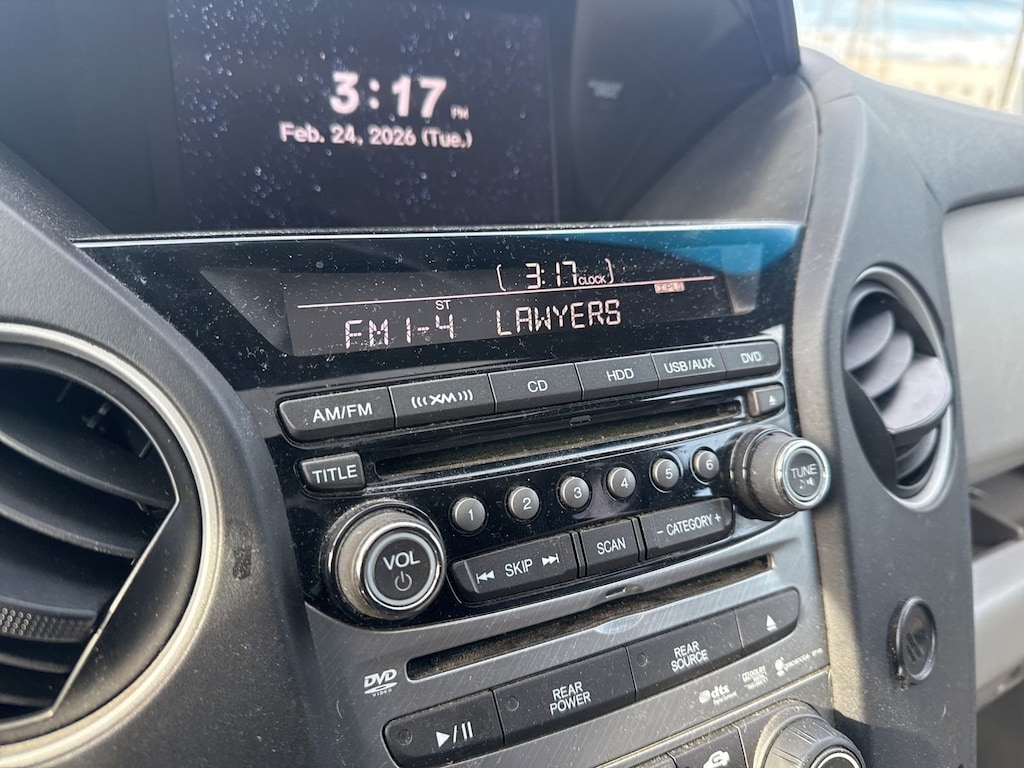 3:17 PM
Feb. 24, 2026 (Tue.)
( 3:17 CLOCK )
ST
FM1-4 LAWYERS
AM/FM (((XM))) CD HDD USB/AUX DVD
TITLE
1 2 3 4 5 6
TUNE
VOL
SKIP SCAN - CATEGORY +
DVD
VIDEO
REAR
POWER
REAR
SOURCE
dts